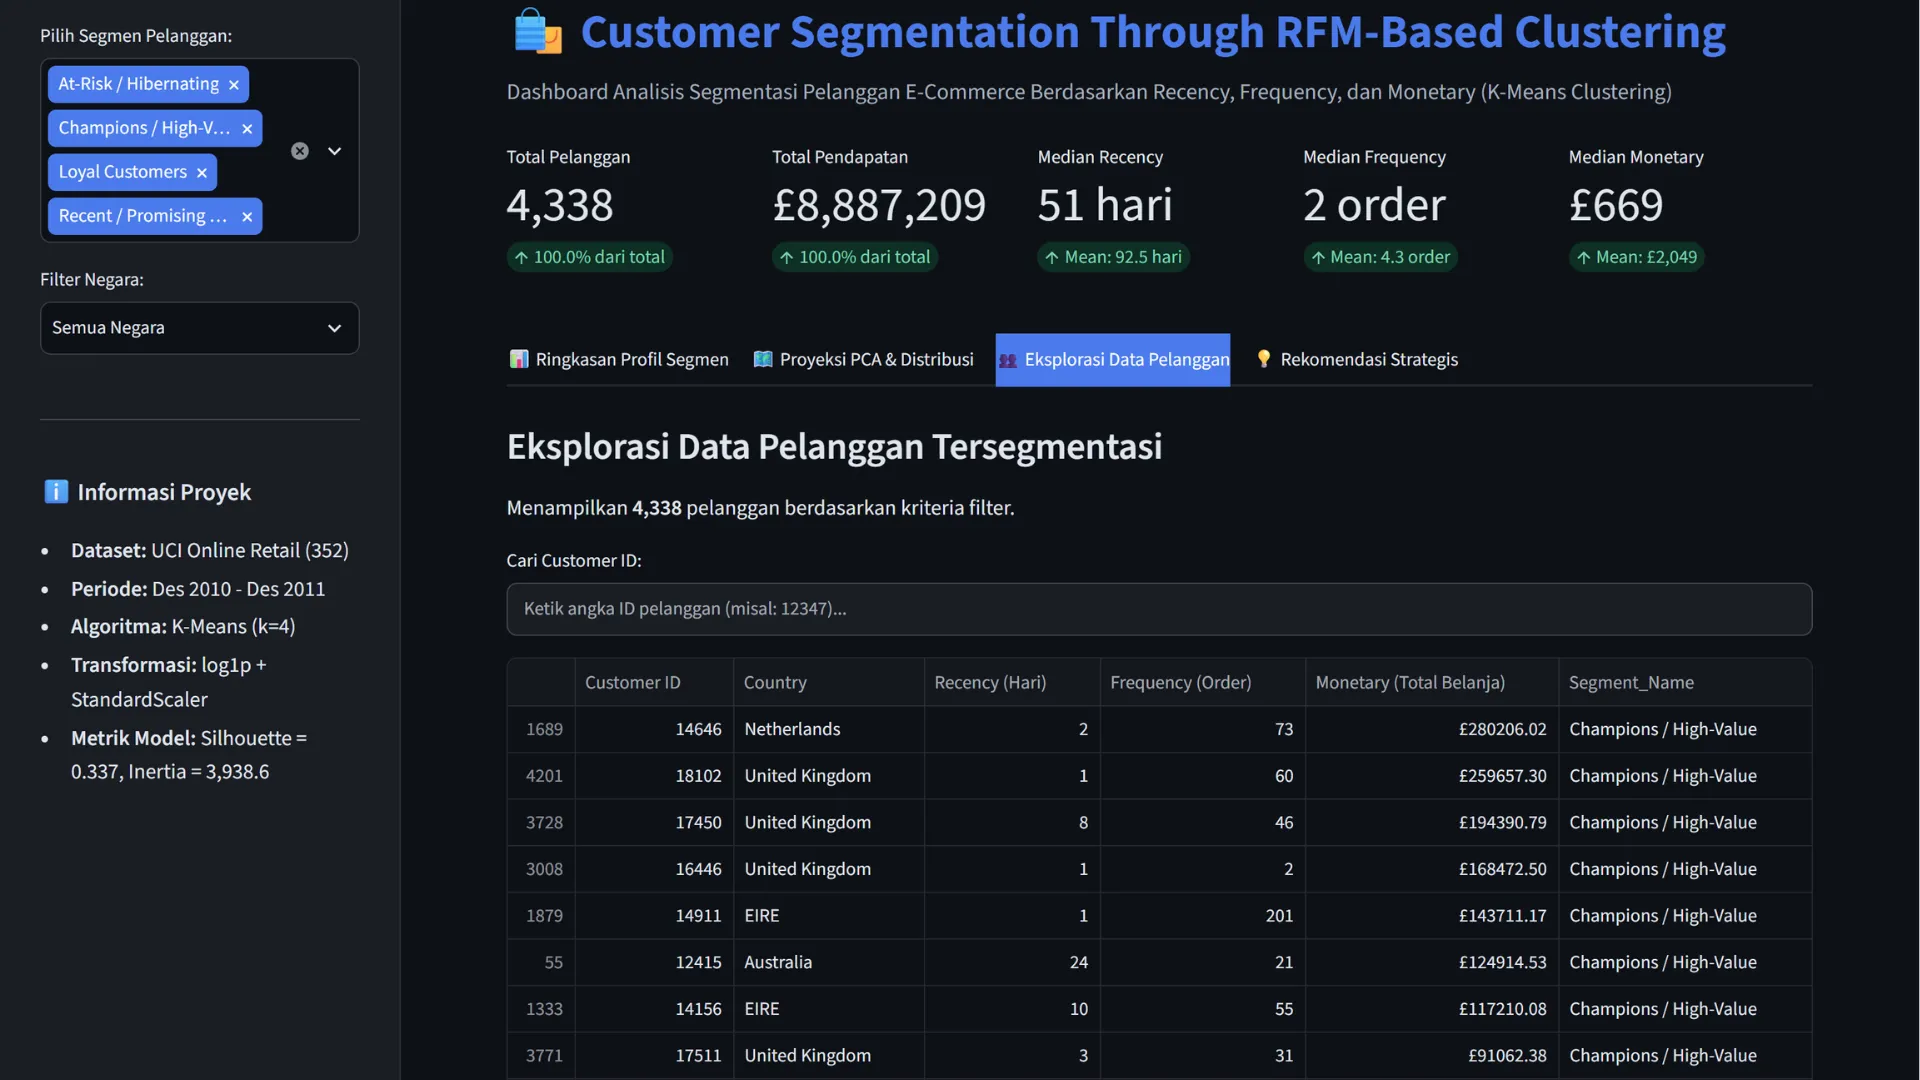 Pilih Segmen Pelanggan:
At-Risk / Hibernating
Champions / High-V...
Loyal Customers
Recent / Promising ...
Filter Negara:
Semua Negara
Informasi Proyek
Dataset: UCI Online Retail (352)
Periode: Des 2010 - Des 2011
Algoritma: K-Means (k=4)
Transformasi: log1p +
StandardScaler
Metrik Model: Silhouette =
0.337, Inertia = 3,938.6
Customer Segmentation Through RFM-Based Clustering
Dashboard Analisis Segmentasi Pelanggan E-Commerce Berdasarkan Recency, Frequency, dan Monetary (K-Means Clustering)
Total Pelanggan
4,338
↑ 100.0% dari total
Total Pendapatan
£8,887,209
↑ 100.0% dari total
Median Recency
51 hari
↑ Mean: 92.5 hari
Median Frequency
2 order
↑ Mean: 4.3 order
Median Monetary
£669
↑ Mean: £2,049
Ringkasan Profil Segmen
Proyeksi PCA & Distribusi
Eksplorasi Data Pelanggan
Rekomendasi Strategis
Eksplorasi Data Pelanggan Tersegmentasi
Menampilkan 4,338 pelanggan berdasarkan kriteria filter.
Cari Customer ID:
Ketik angka ID pelanggan (misal: 12347)...
Customer ID Country Recency (Hari) Frequency (Order) Monetary (Total Belanja) Segment_Name
1689 14646 Netherlands 2 73 £280206.02 Champions / High-Value
4201 18102 United Kingdom 1 60 £259657.30 Champions / High-Value
3728 17450 United Kingdom 8 46 £194390.79 Champions / High-Value
3008 16446 United Kingdom 1 2 £168472.50 Champions / High-Value
1879 14911 EIRE 1 201 £143711.17 Champions / High-Value
55 12415 Australia 24 21 £124914.53 Champions / High-Value
1333 14156 EIRE 10 55 £117210.08 Champions / High-Value
3771 17511 United Kingdom 3 31 £91062.38 Champions / High-Value